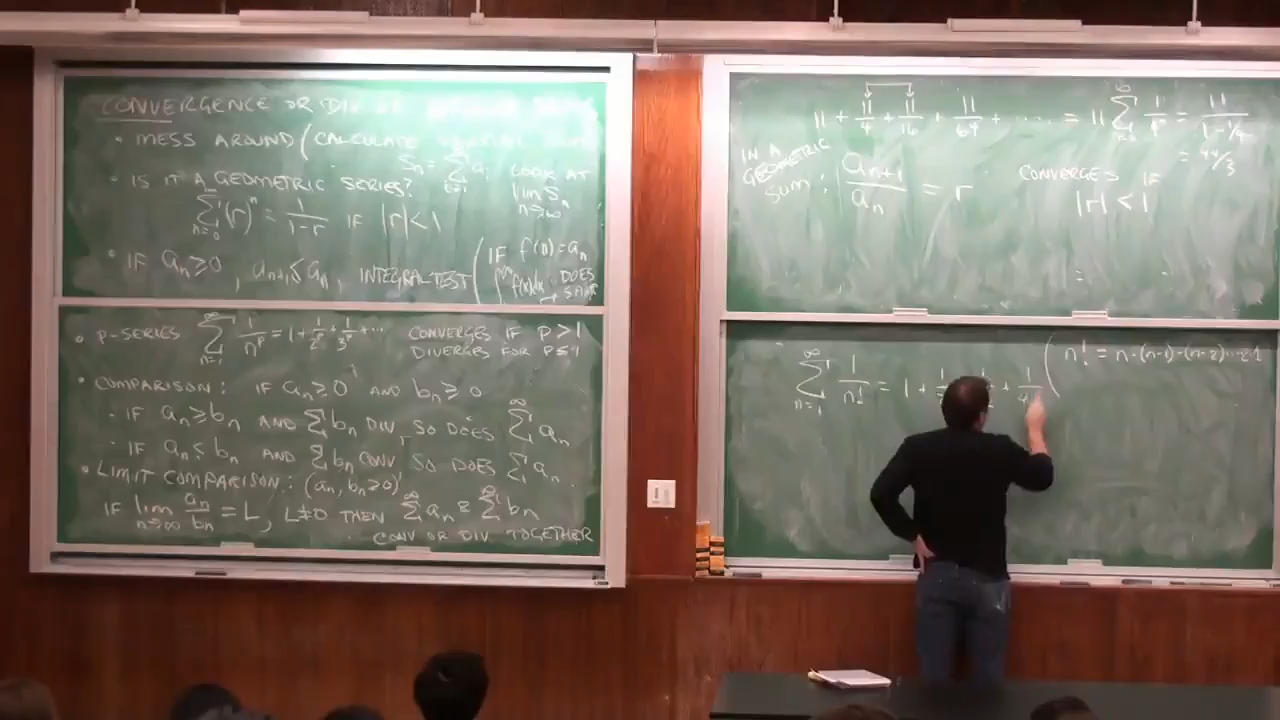 CONVERGENCE OR DIV OF
• MESS AROUND (CALCULATE
Sn = ∑ ai LOOK AT
n→∞ lim Sn
• IS IT A GEOMETRIC SERIES?
∑ n=0 (r)^n = 1/(1-r) IF |r|<1
• IF an≥0, an+1<an, INTEGRAL TEST (IF f(n)=an
∫ f(x)dx DOES
• P-SERIES ∑ n=1 ^∞ 1/n^p = 1+1/2^p+1/3^p+... CONVERGES IF P>1
DIVERGES FOR P≤1
• COMPARISON: IF an≥0 AND bn≥0
• IF an≥bn AND ∑bn DIV, SO DOES ∑^∞ an
• IF an<bn AND ∑bn CONV, SO DOES ∑ an
• LIMIT COMPARISON: (an, bn≥0)
IF lim n→∞ an/bn = L, L≠0 THEN ∑^∞ an & ∑^∞ bn
CONV OR DIV TOGETHER
11 + 11/4 + 11/16 + 11/64 + ..... = 11 ∑^∞ 1/4^n = 11/(1-1/4)
= 44/3
IN A GEOMETRIC SUM: |an+1/an| = r CONVERGES IF
|r|<1
∑ n=1 ^∞ 1/n! = 1 + 1/ + 1/4 (n! = n·(n-1)·(n-2)...2·1